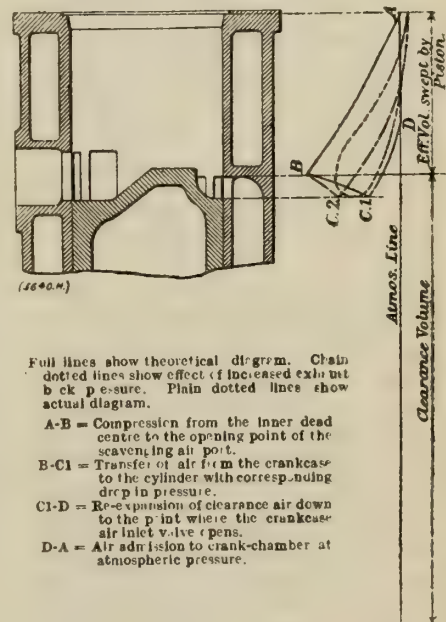 A
Eff. Vol. swept by
Piston.
D
B
C.2
C.1
Atmos. Line
Clearance Volume
(5640.H.)
Full lines show theoretical diagram. Chain
dotted lines show effect of increased exhaust
back pressure. Plain dotted lines show
actual diagram.
A-B = Compression from the inner dead
centre to the opening point of the
scavenging air port.
B-C1 = Transfer of air from the crankcase
to the cylinder with corresponding
drop in pressure.
C1-D = Re-expansion of clearance air down
to the point where the crankcase
air inlet valve opens.
D-A = Air admission to crank-chamber at
atmospheric pressure.